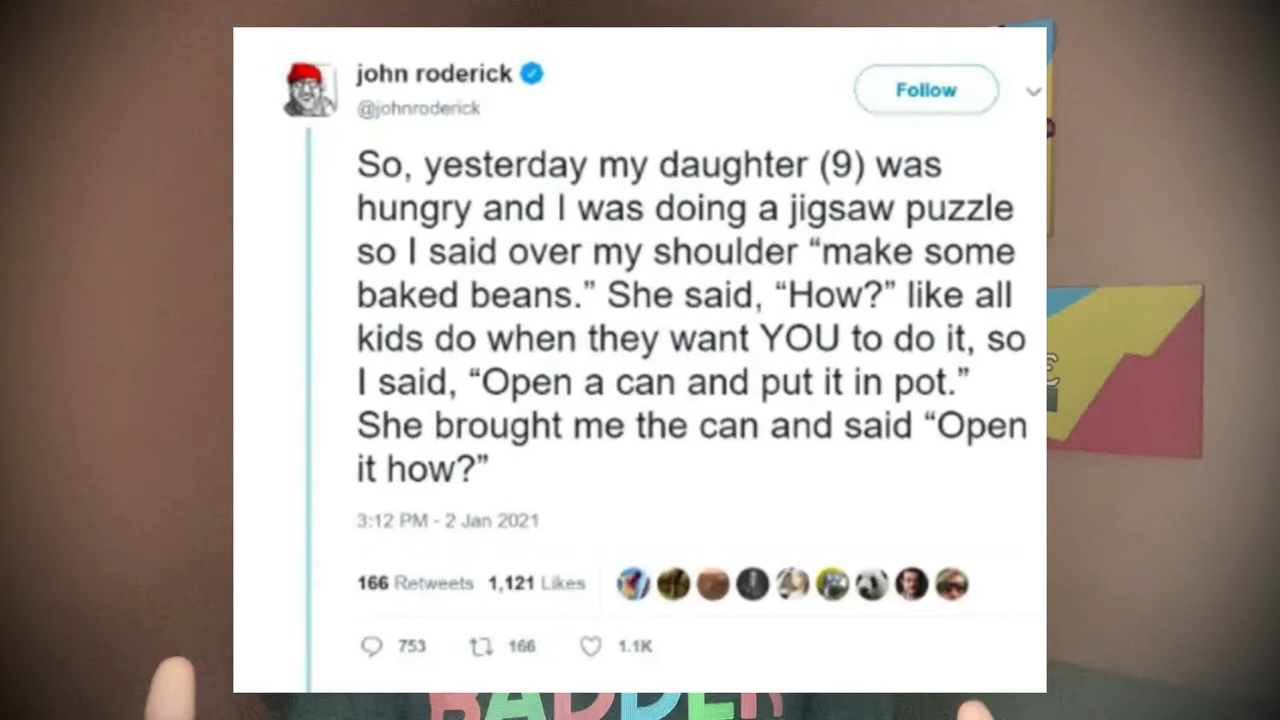 john roderick
@johnroderick
Follow
So, yesterday my daughter (9) was
hungry and I was doing a jigsaw puzzle
so I said over my shoulder “make some
baked beans.” She said, “How?” like all
kids do when they want YOU to do it, so
I said, “Open a can and put it in pot.”
She brought me the can and said “Open
it how?”
3:12 PM - 2 Jan 2021
166 Retweets 1,121 Likes
753 166 1.1K